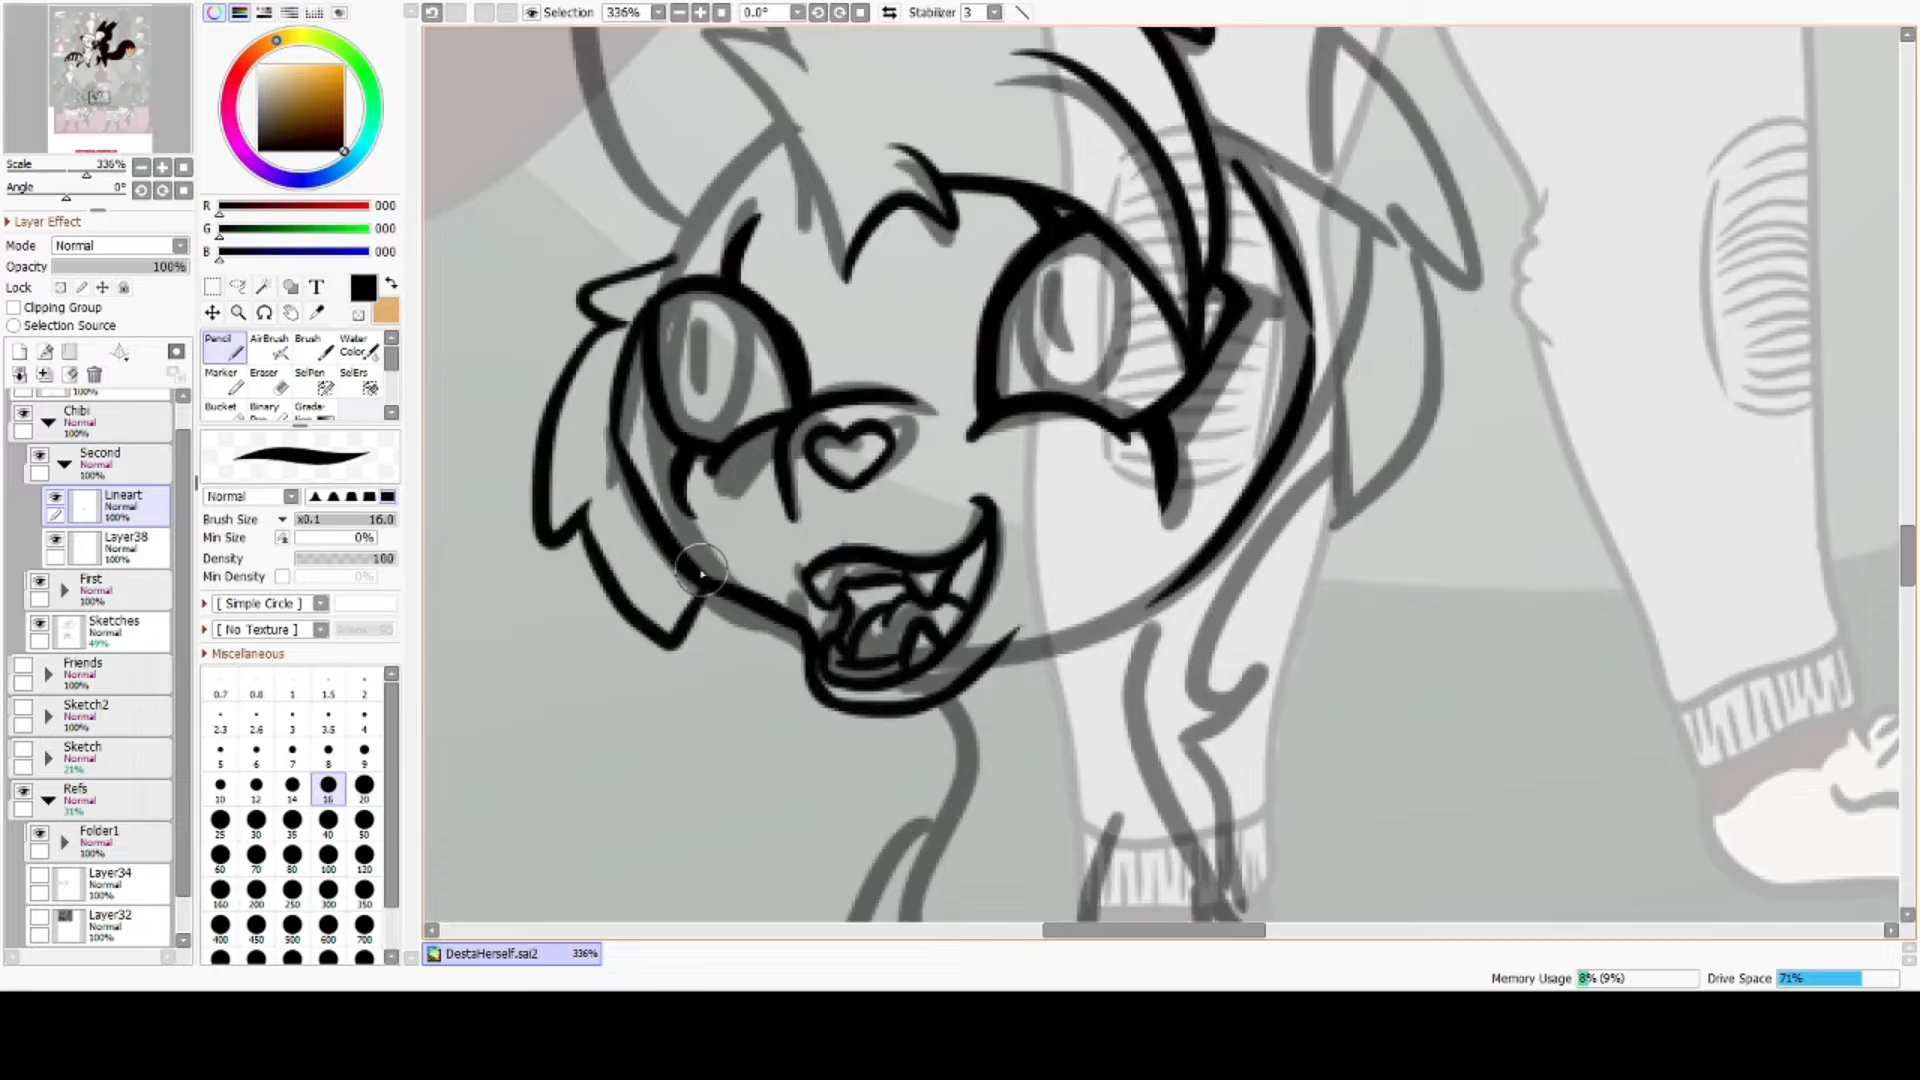 Selection 336% 0.0° Stabilizer 3
Scale 336%
Angle 0°
Layer Effect
Mode Normal
Opacity 100%
Lock
Clipping Group
Selection Source
100%
Chibi
Normal
100%
Second
Normal
100%
Lineart
Normal
100%
Layer38
Normal
100%
First
Normal
100%
Sketches
Normal
49%
Friends
Normal
100%
Sketch2
Normal
100%
Sketch
Normal
21%
Refs
Normal
31%
Folder1
Normal
100%
Layer34
Normal
100%
Layer32
Normal
100%
R 000
G 000
B 000
T
Pencil AirBrush Brush Water Color
Marker Eraser SelPen SelErs
Bucket Binary Grada-
Normal
Brush Size x0.1 16.0
Min Size 0%
Density 100
Min Density 0%
[ Simple Circle ]
[ No Texture ]
Miscellaneous
0.7 0.8 1 1.5 2
2.3 2.6 3 3.5 4
5 6 7 8 9
10 12 14 16 20
25 30 35 40 50
60 70 80 100 120
160 200 250 300 350
400 450 500 600 700
DestaHerself.sai2 336%
Memory Usage 8% (9%) Drive Space 71%